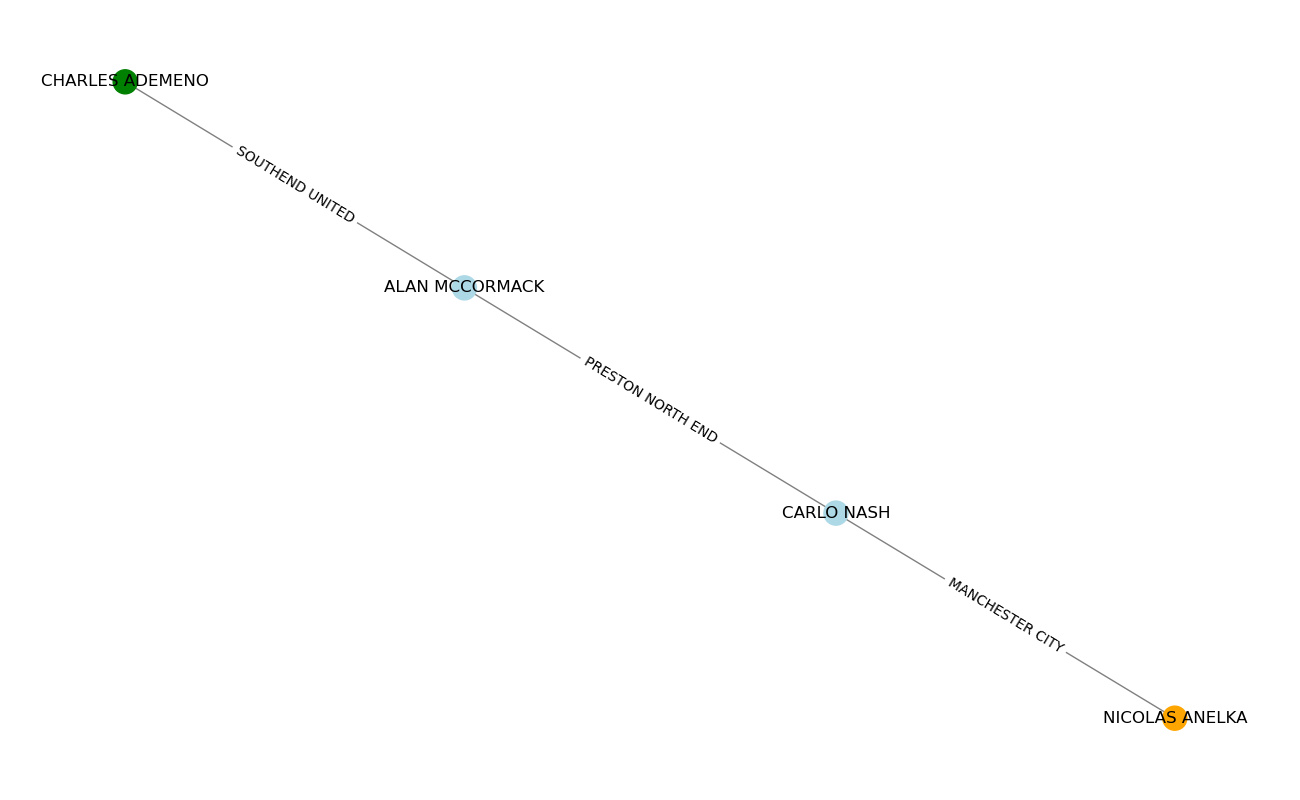 CHARLES ADEMENO
SOUTHEND UNITED
ALAN MCCORMACK
PRESTON NORTH END
CARLO NASH
MANCHESTER CITY
NICOLAS ANELKA